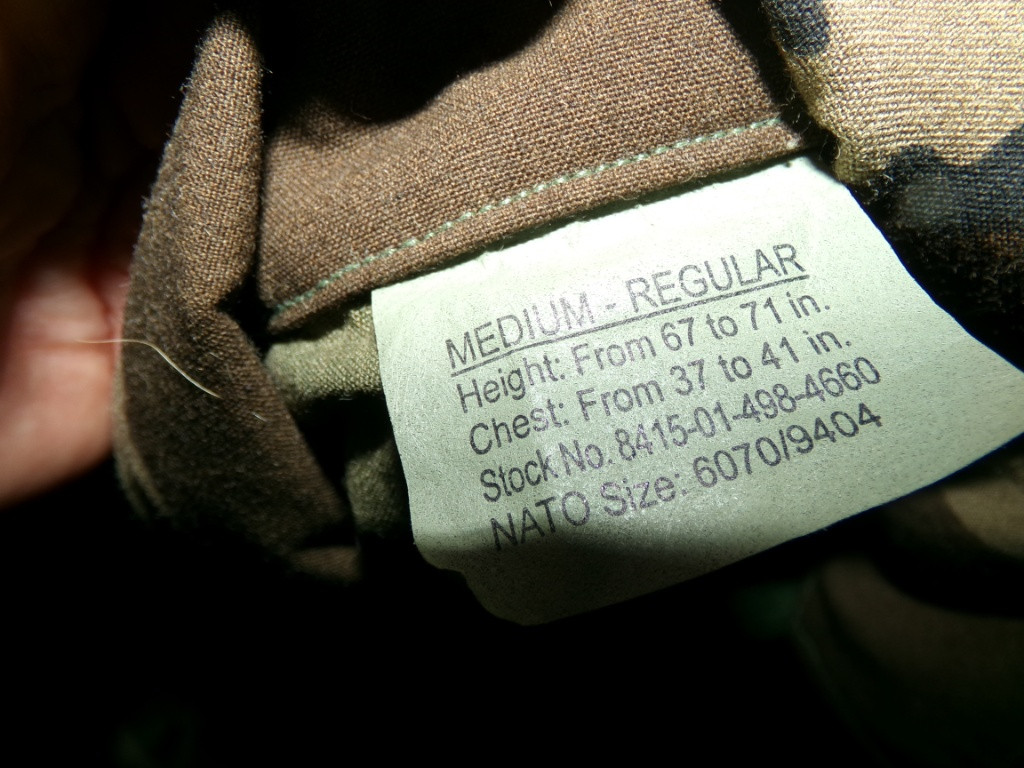 MEDIUM - REGULAR
Height: From 67 to 71 in.
Chest: From 37 to 41 in.
Stock No. 8415-01-498-4660
NATO Size: 6070/9404